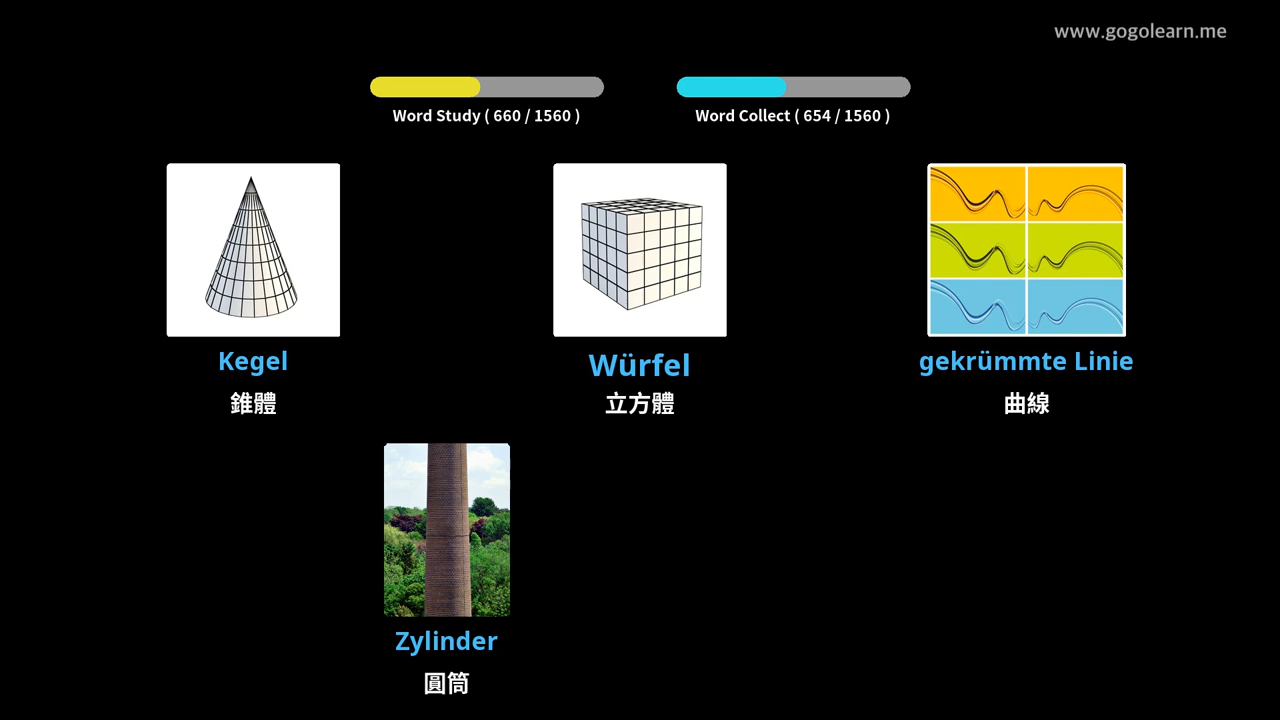 www.gogolearn.me
Word Study ( 660 / 1560 )
Word Collect ( 654 / 1560 )
Kegel
Würfel
gekrümmte Linie
錐體
立方體
曲線
Zylinder
圓筒